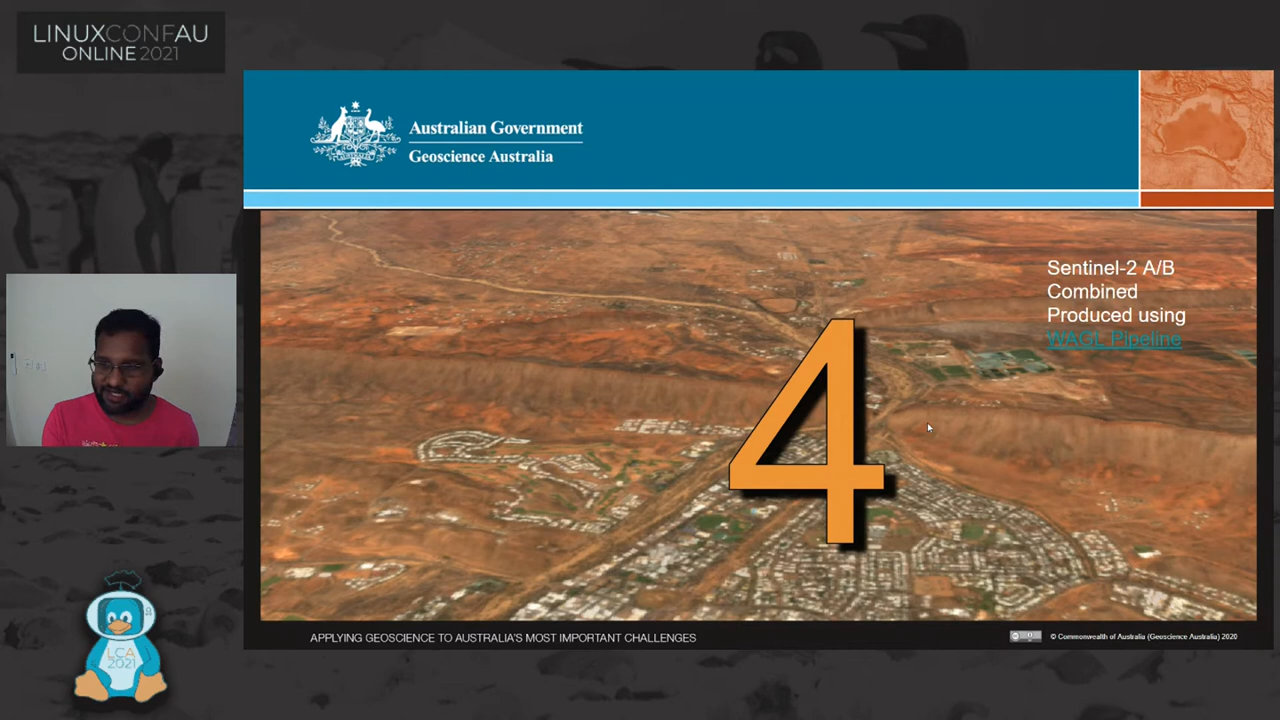 LINUXCONFAU
ONLINE 2021
Australian Government
Geoscience Australia
Sentinel-2 A/B
Combined
Produced using
WAGL Pipeline
4
LCA
2021
APPLYING GEOSCIENCE TO AUSTRALIA'S MOST IMPORTANT CHALLENGES
© Commonwealth of Australia (Geoscience Australia) 2020